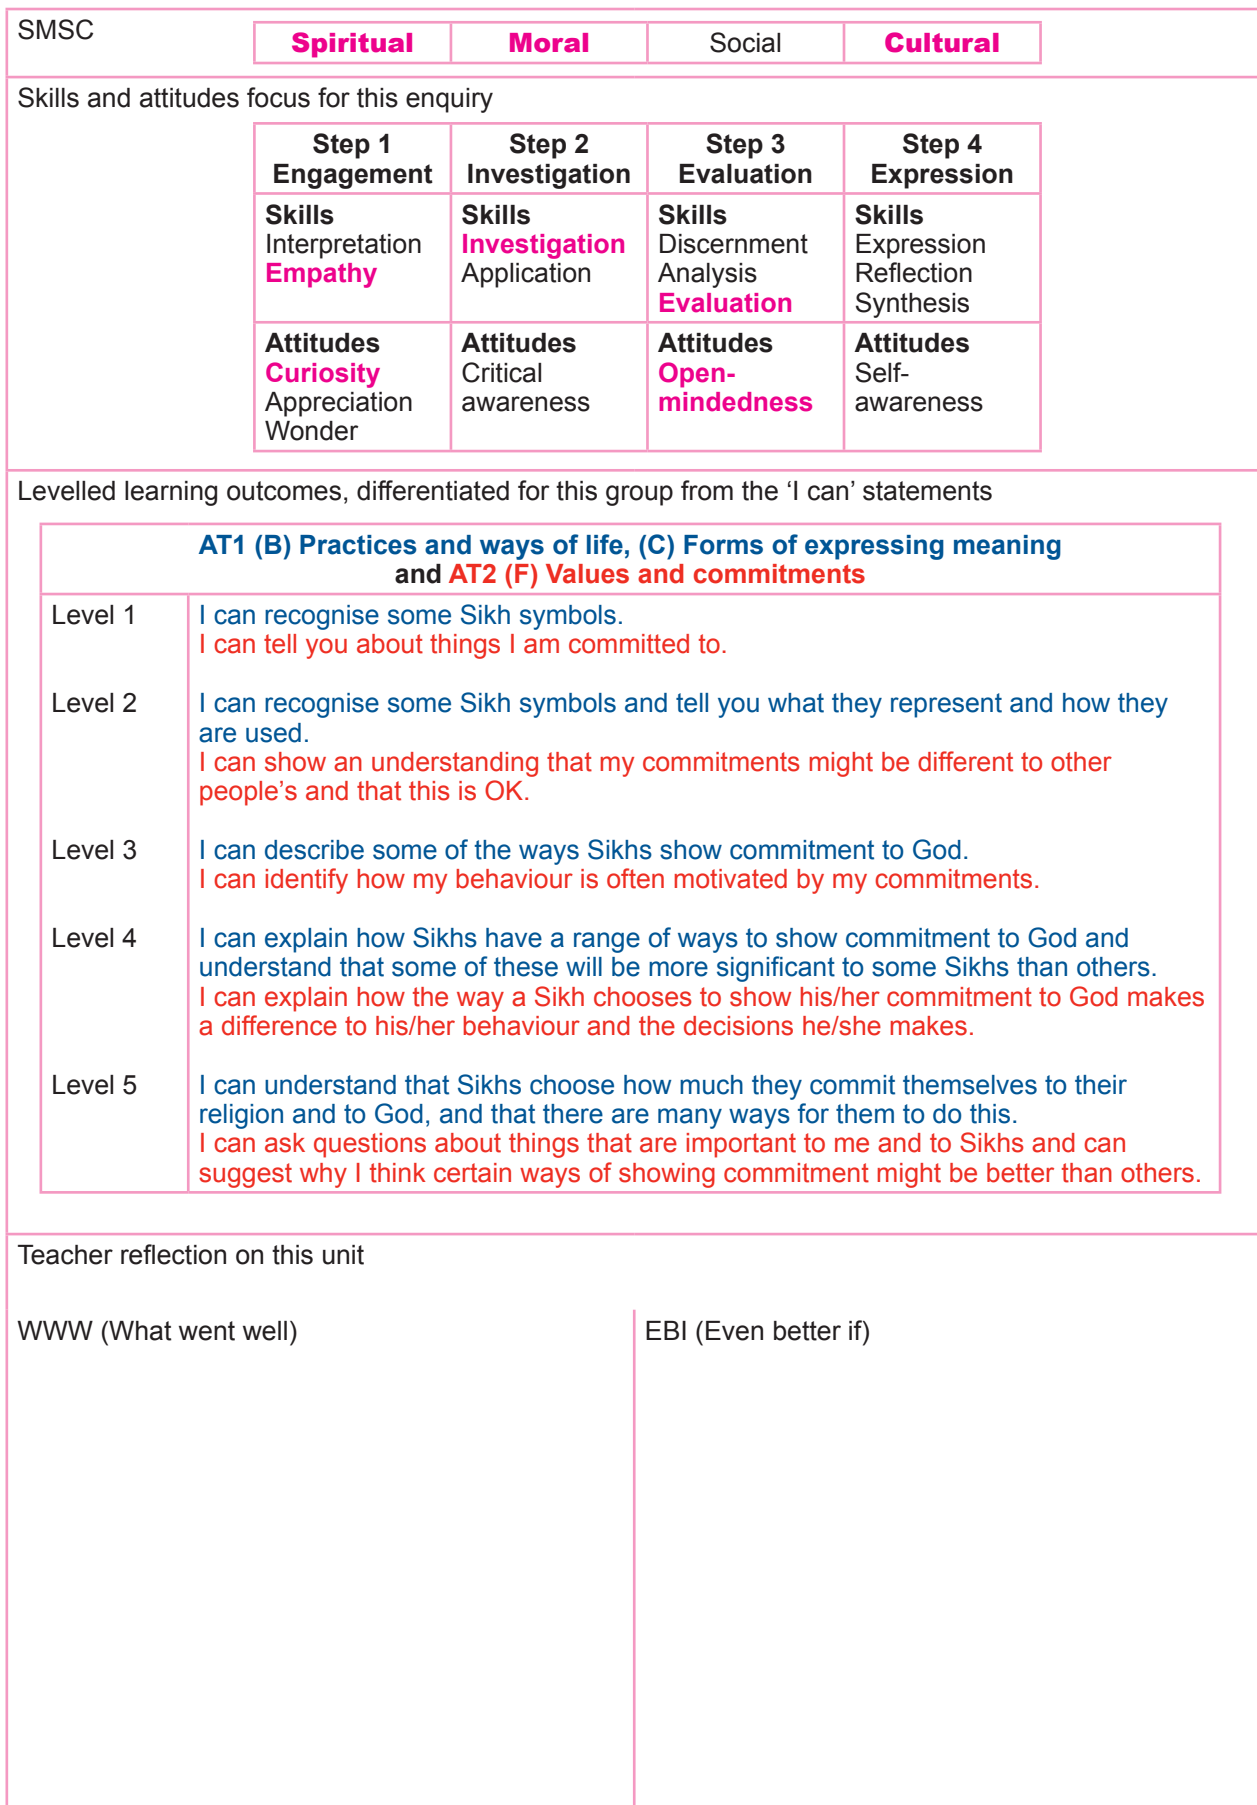 SMSC
Spiritual Moral Social Cultural
Skills and attitudes focus for this enquiry
Step 1 Step 2 Step 3 Step 4
Engagement Investigation Evaluation Expression
Skills Skills Skills Skills
Interpretation Investigation Discernment Expression
Empathy Application Analysis Reflection
Evaluation Synthesis
Attitudes Attitudes Attitudes Attitudes
Curiosity Critical Open- Self-
Appreciation awareness mindedness awareness
Wonder
Levelled learning outcomes, differentiated for this group from the ‘I can’ statements
AT1 (B) Practices and ways of life, (C) Forms of expressing meaning
and AT2 (F) Values and commitments
Level 1 I can recognise some Sikh symbols.
I can tell you about things I am committed to.
Level 2 I can recognise some Sikh symbols and tell you what they represent and how they
are used.
I can show an understanding that my commitments might be different to other
people’s and that this is OK.
Level 3 I can describe some of the ways Sikhs show commitment to God.
I can identify how my behaviour is often motivated by my commitments.
Level 4 I can explain how Sikhs have a range of ways to show commitment to God and
understand that some of these will be more significant to some Sikhs than others.
I can explain how the way a Sikh chooses to show his/her commitment to God makes
a difference to his/her behaviour and the decisions he/she makes.
Level 5 I can understand that Sikhs choose how much they commit themselves to their
religion and to God, and that there are many ways for them to do this.
I can ask questions about things that are important to me and to Sikhs and can
suggest why I think certain ways of showing commitment might be better than others.
Teacher reflection on this unit
WWW (What went well) EBI (Even better if)